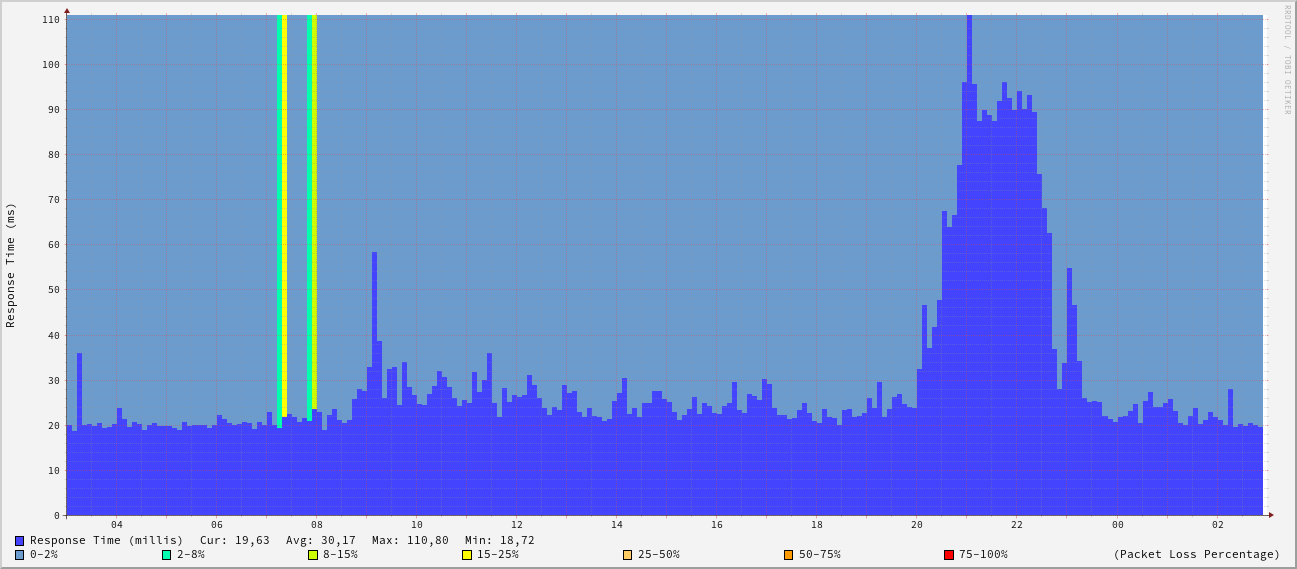 RRDTOOL / TOBI OETIKER
Response Time (ms)
110
100
90
80
70
60
50
40
30
20
10
0
04 06 08 10 12 14 16 18 20 22 00 02
Response Time (millis) Cur: 19,63 Avg: 30,17 Max: 110,80 Min: 18,72
0-2% 2-8% 8-15% 15-25% 25-50% 50-75% 75-100% (Packet Loss Percentage)